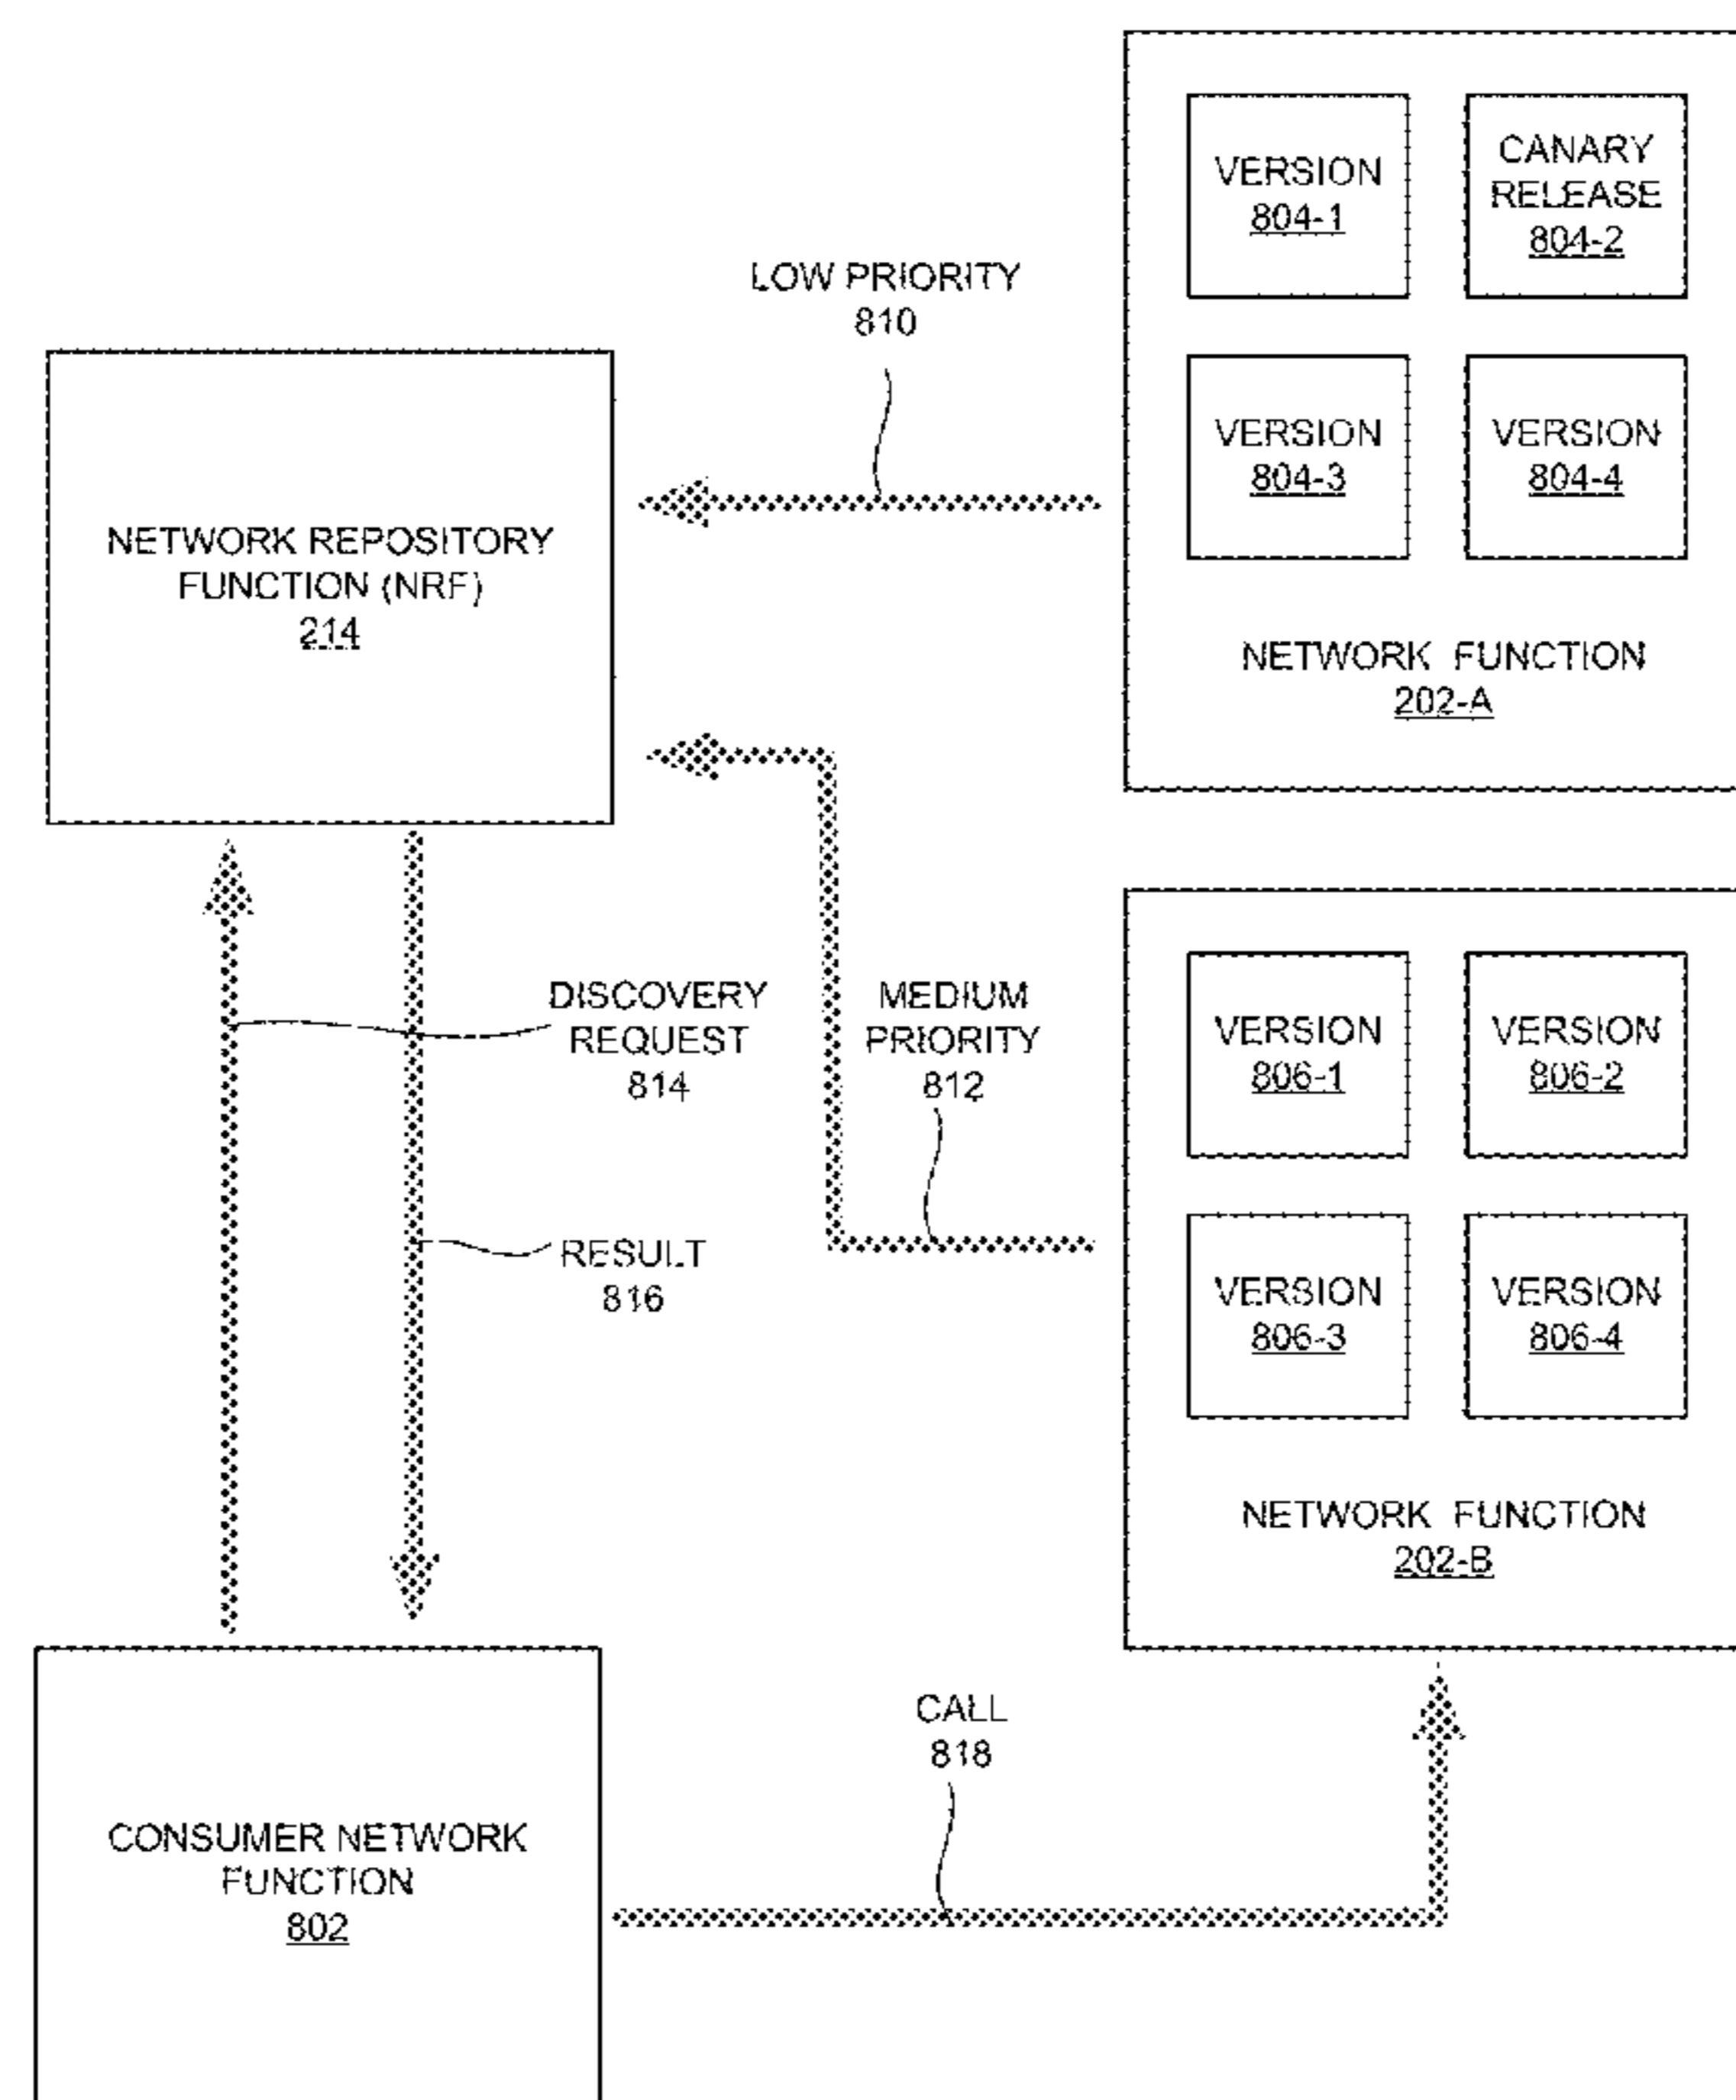 VERSION
804-1
CANARY
RELEASE
804-2
LOW PRIORITY
810
VERSION
804-3
VERSION
804-4
NETWORK REPOSITORY
FUNCTION (NRF)
214
NETWORK FUNCTION
202-A
DISCOVERY
REQUEST
814
MEDIUM
PRIORITY
812
VERSION
806-1
VERSION
806-2
RESULT
816
VERSION
806-3
VERSION
806-4
NETWORK FUNCTION
202-B
CALL
818
CONSUMER NETWORK
FUNCTION
802